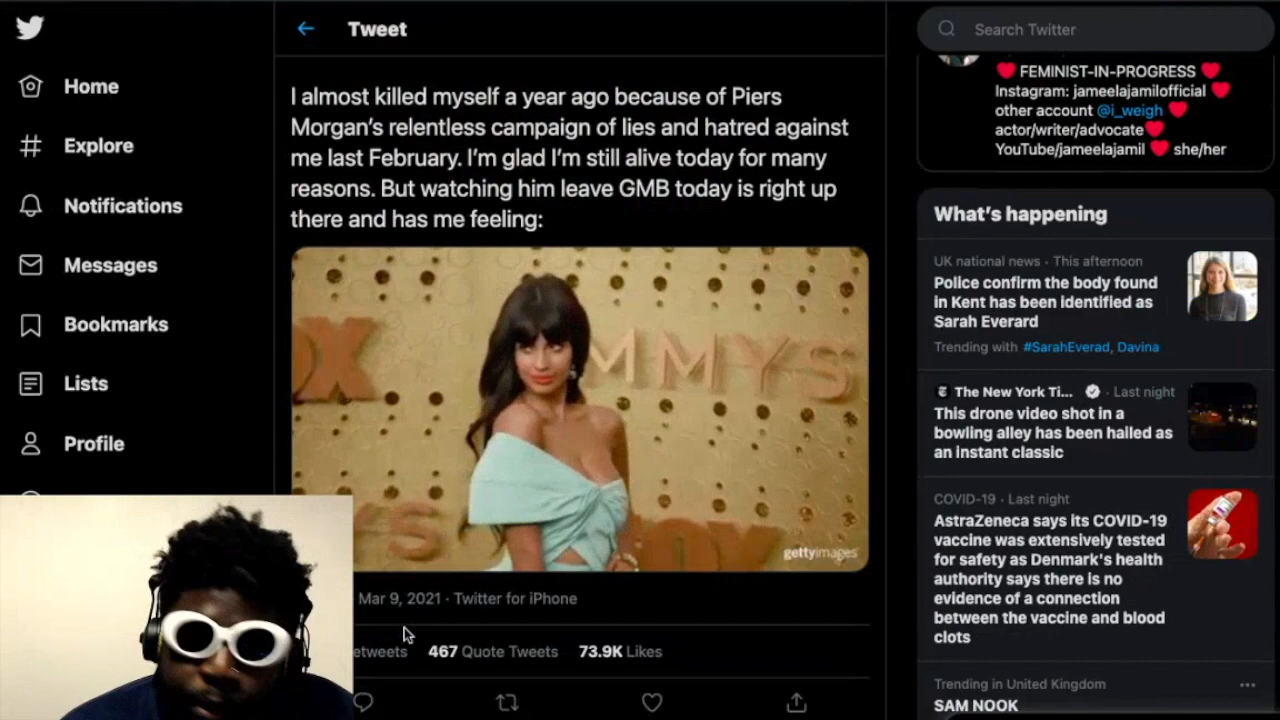 Home
Explore
Notifications
Messages
Bookmarks
Lists
Profile
Tweet
I almost killed myself a year ago because of Piers
Morgan’s relentless campaign of lies and hatred against
me last February. I’m glad I’m still alive today for many
reasons. But watching him leave GMB today is right up
there and has me feeling:
MMYS
gettyimages
Mar 9, 2021 · Twitter for iPhone
467 Quote Tweets 73.9K Likes
Search Twitter
❤️ FEMINIST-IN-PROGRESS ❤️
Instagram: jameelajamilofficial ❤️
other account @i_weigh ❤️
actor/writer/advocate❤️
YouTube/jameelajamil ❤️ she/her
What’s happening
UK national news · This afternoon
Police confirm the body found
in Kent has been identified as
Sarah Everard
Trending with #SarahEverad, Davina
The New York Ti... · Last night
This drone video shot in a
bowling alley has been hailed as
an instant classic
COVID-19 · Last night
AstraZeneca says its COVID-19
vaccine was extensively tested
for safety as Denmark's health
authority says there is no
evidence of a connection
between the vaccine and blood
clots
Trending in United Kingdom
SAM NOOK